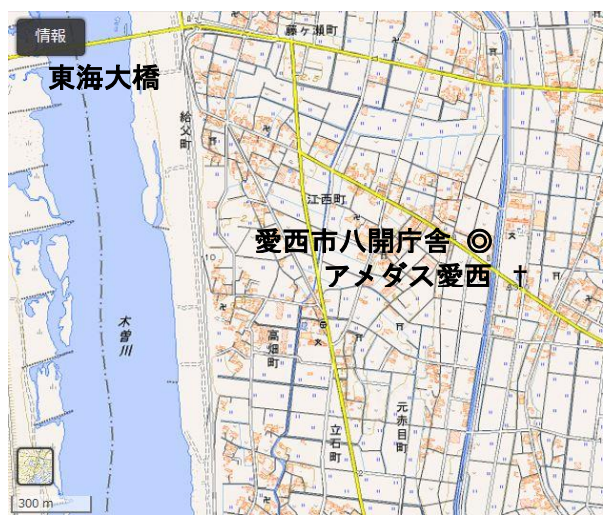 情報
藤ヶ瀬町
東海大橋
給父町
江西町
愛西市八開庁舎 ◎
アメダス愛西 †
木曽川
高畑町
元赤目町
立石町
300 m